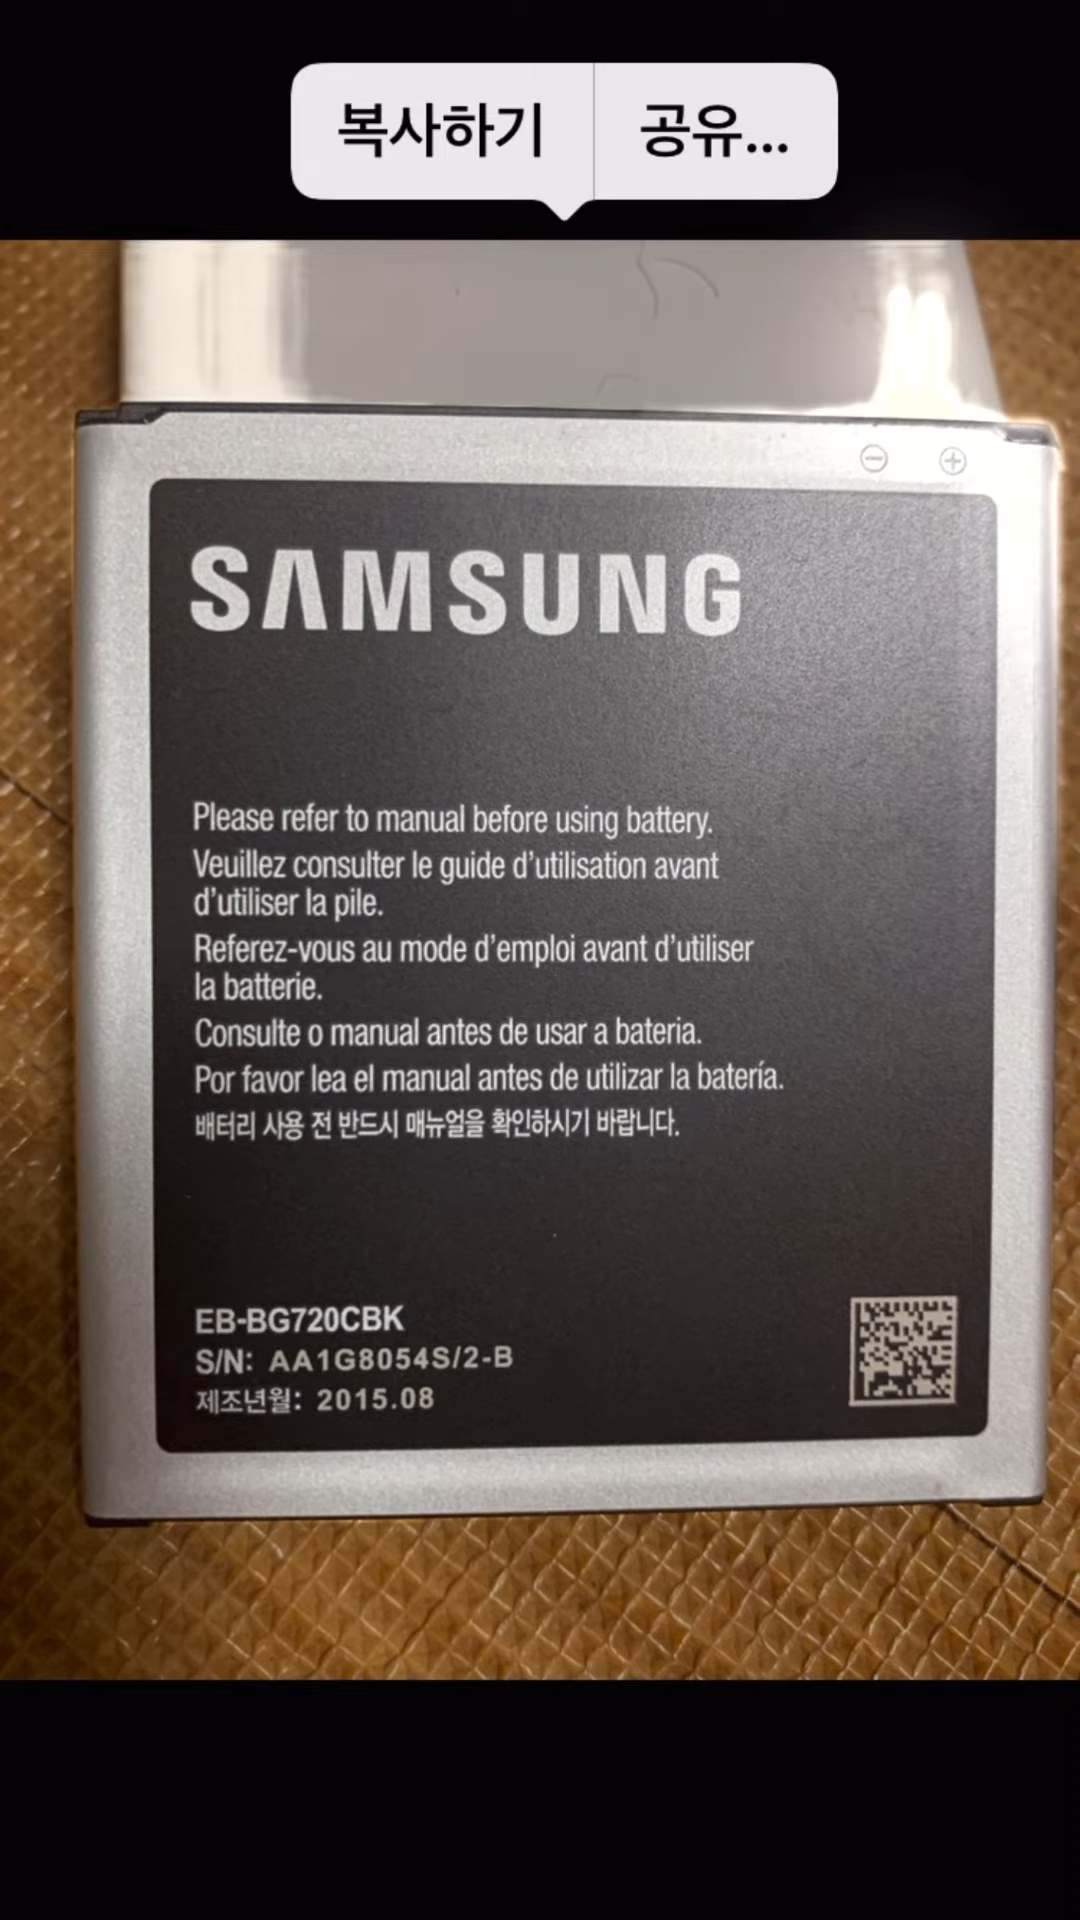 복사하기 공유...
SAMSUNG
Please refer to manual before using battery.
Veuillez consulter le guide d'utilisation avant
d'utiliser la pile.
Referez-vous au mode d'emploi avant d'utiliser
la batterie.
Consulte o manual antes de usar a bateria.
Por favor lea el manual antes de utilizar la batería.
배터리 사용 전 반드시 매뉴얼을 확인하시기 바랍니다.
EB-BG720CBK
S/N: AA1G8054S/2-B
제조년월: 2015.08